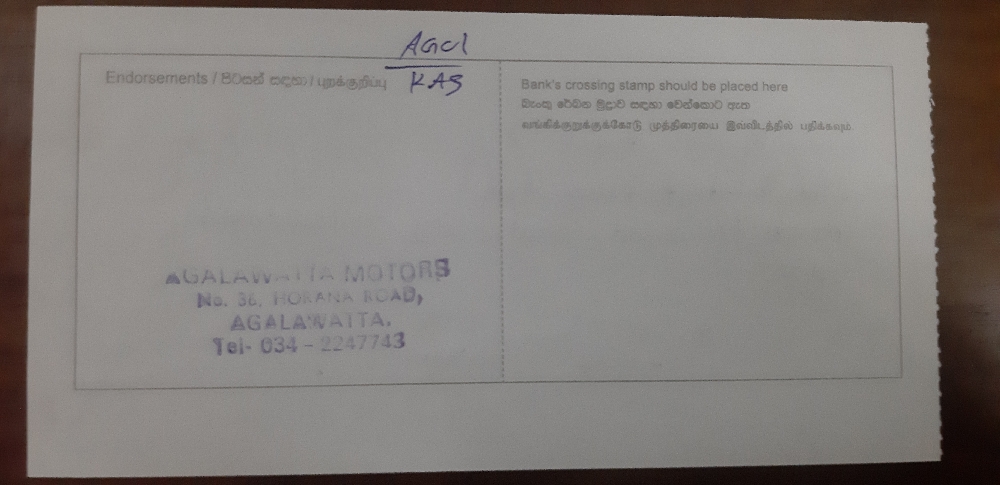 AGCl
KAS
Endorsements / පිටසන් සඳහා / புறக்குறிப்பு
Bank's crossing stamp should be placed here
බැංකු රේඛන මුද්‍රාව සඳහා වෙන්කොට ඇත
வங்கிக்குறுக்குக்கோடு முத்திரையை இவ்விடத்தில் பதிக்கவும்
AGALAWATTA MOTORS
No. 36, HORANA ROAD,
AGALAWATTA.
Tel- 034 - 2247743